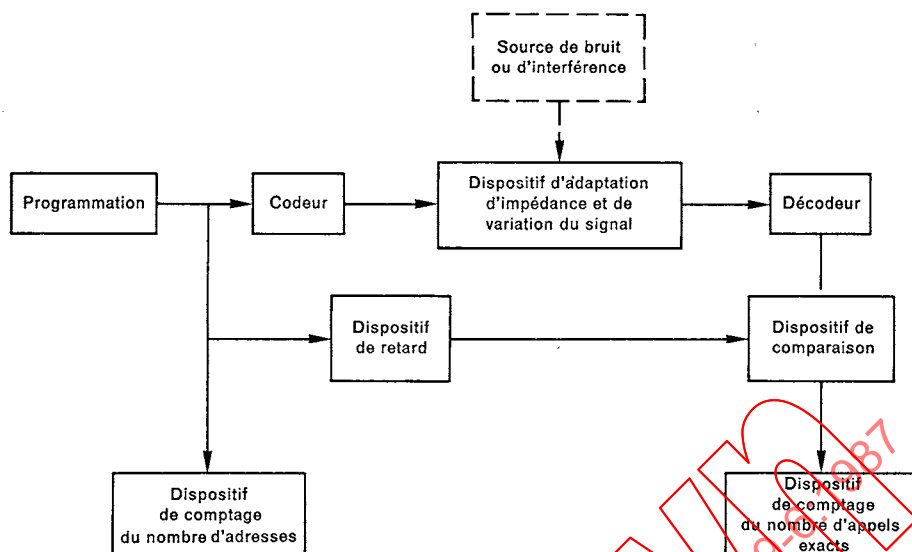 Source de bruit
ou d'interférence
Programmation
Codeur
Dispositif d'adaptation
d'impédance et de
variation du signal
Décodeur
Dispositif
de retard
Dispositif de
comparaison
Dispositif
de comptage
du nombre d'adresses
Dispositif
de comptage
du nombre d'appels
exacts